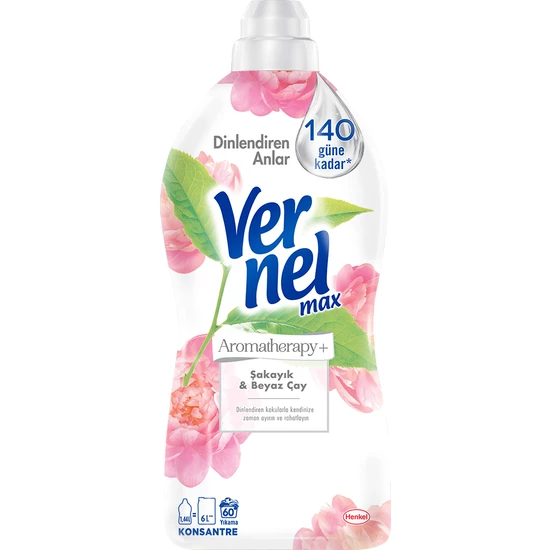 Dinlendiren
Anlar
140
güne
kadar*
Ver
nel
max
Aromatherapy+
Şakayık
& Beyaz Çay
Dinlendiren kokularla kendinize
zaman ayırın ve rahatlayın
1,44L = 6L** 60 Yıkama
KONSANTRE
Henkel